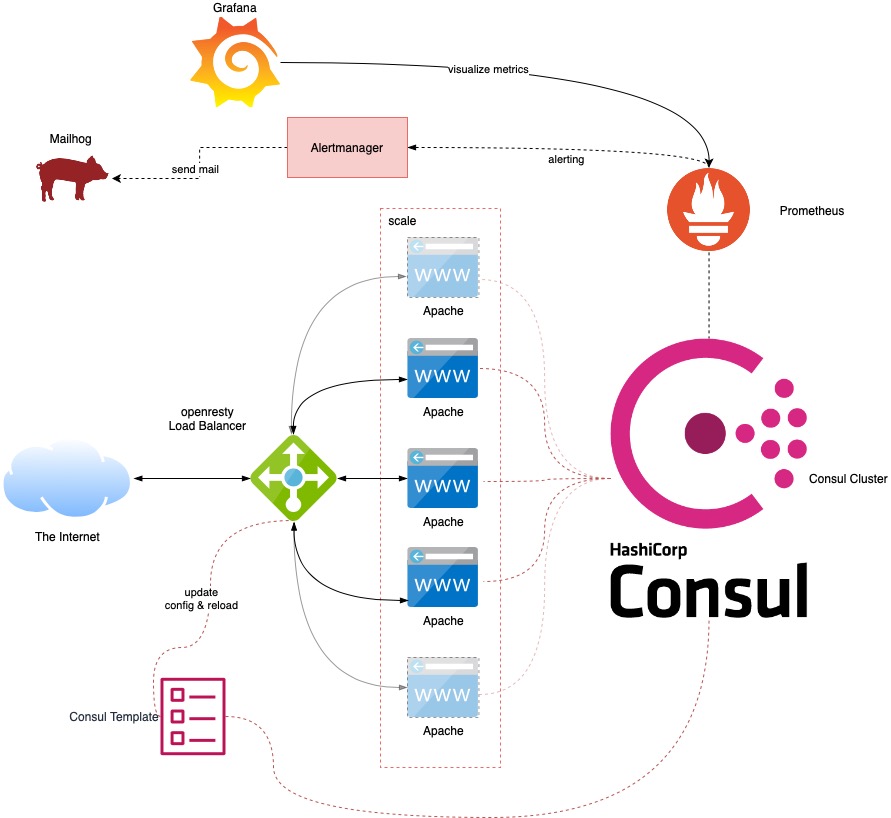 Grafana
visualize metrics
Mailhog
Alertmanager
alerting
send mail
Prometheus
scale
WWW
Apache
WWW
Apache
openresty
Load Balancer
WWW
Apache
Consul Cluster
The Internet
HashiCorp
Consul
WWW
Apache
update
config & reload
WWW
Apache
Consul Template